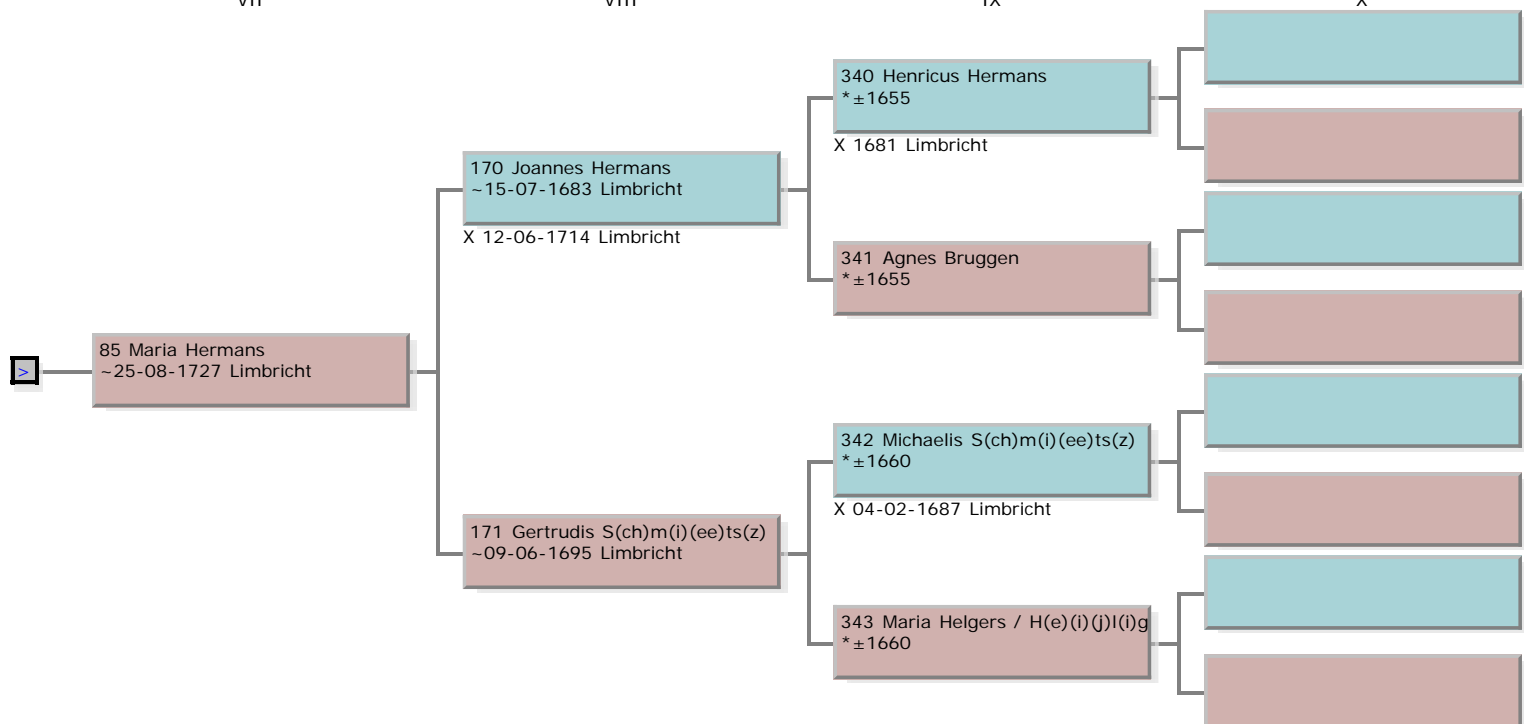 VII
VIII
IX
X
340 Henricus Hermans
*±1655
X 1681 Limbricht
170 Joannes Hermans
~15-07-1683 Limbricht
X 12-06-1714 Limbricht
341 Agnes Bruggen
*±1655
85 Maria Hermans
~25-08-1727 Limbricht
>
342 Michaelis S(ch)m(i)(ee)ts(z)
*±1660
X 04-02-1687 Limbricht
171 Gertrudis S(ch)m(i)(ee)ts(z)
~09-06-1695 Limbricht
343 Maria Helgers / H(e)(i)(j)l(i)g
*±1660